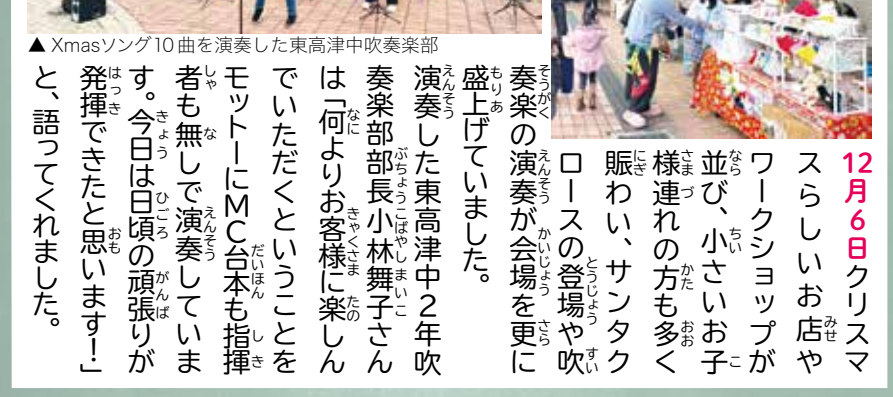 ▲ Xmasソング10曲を演奏した東高津中吹奏楽部
12月6日クリスマ
スらしいお店や
ワークショップが
並び、小さいお子
様連れの方も多く
賑わい、サンタク
ロースの登場や吹
奏楽の演奏が会場を更に
盛上げていました。
演奏した東高津中2年吹
奏楽部部長小林舞子さん
は「何よりお客様に楽しん
でいただくということを
モットーにMC台本も指揮
者も無しで演奏していま
す。今日は日頃の頑張りが
発揮できたと思います!」
と、語ってくれました。